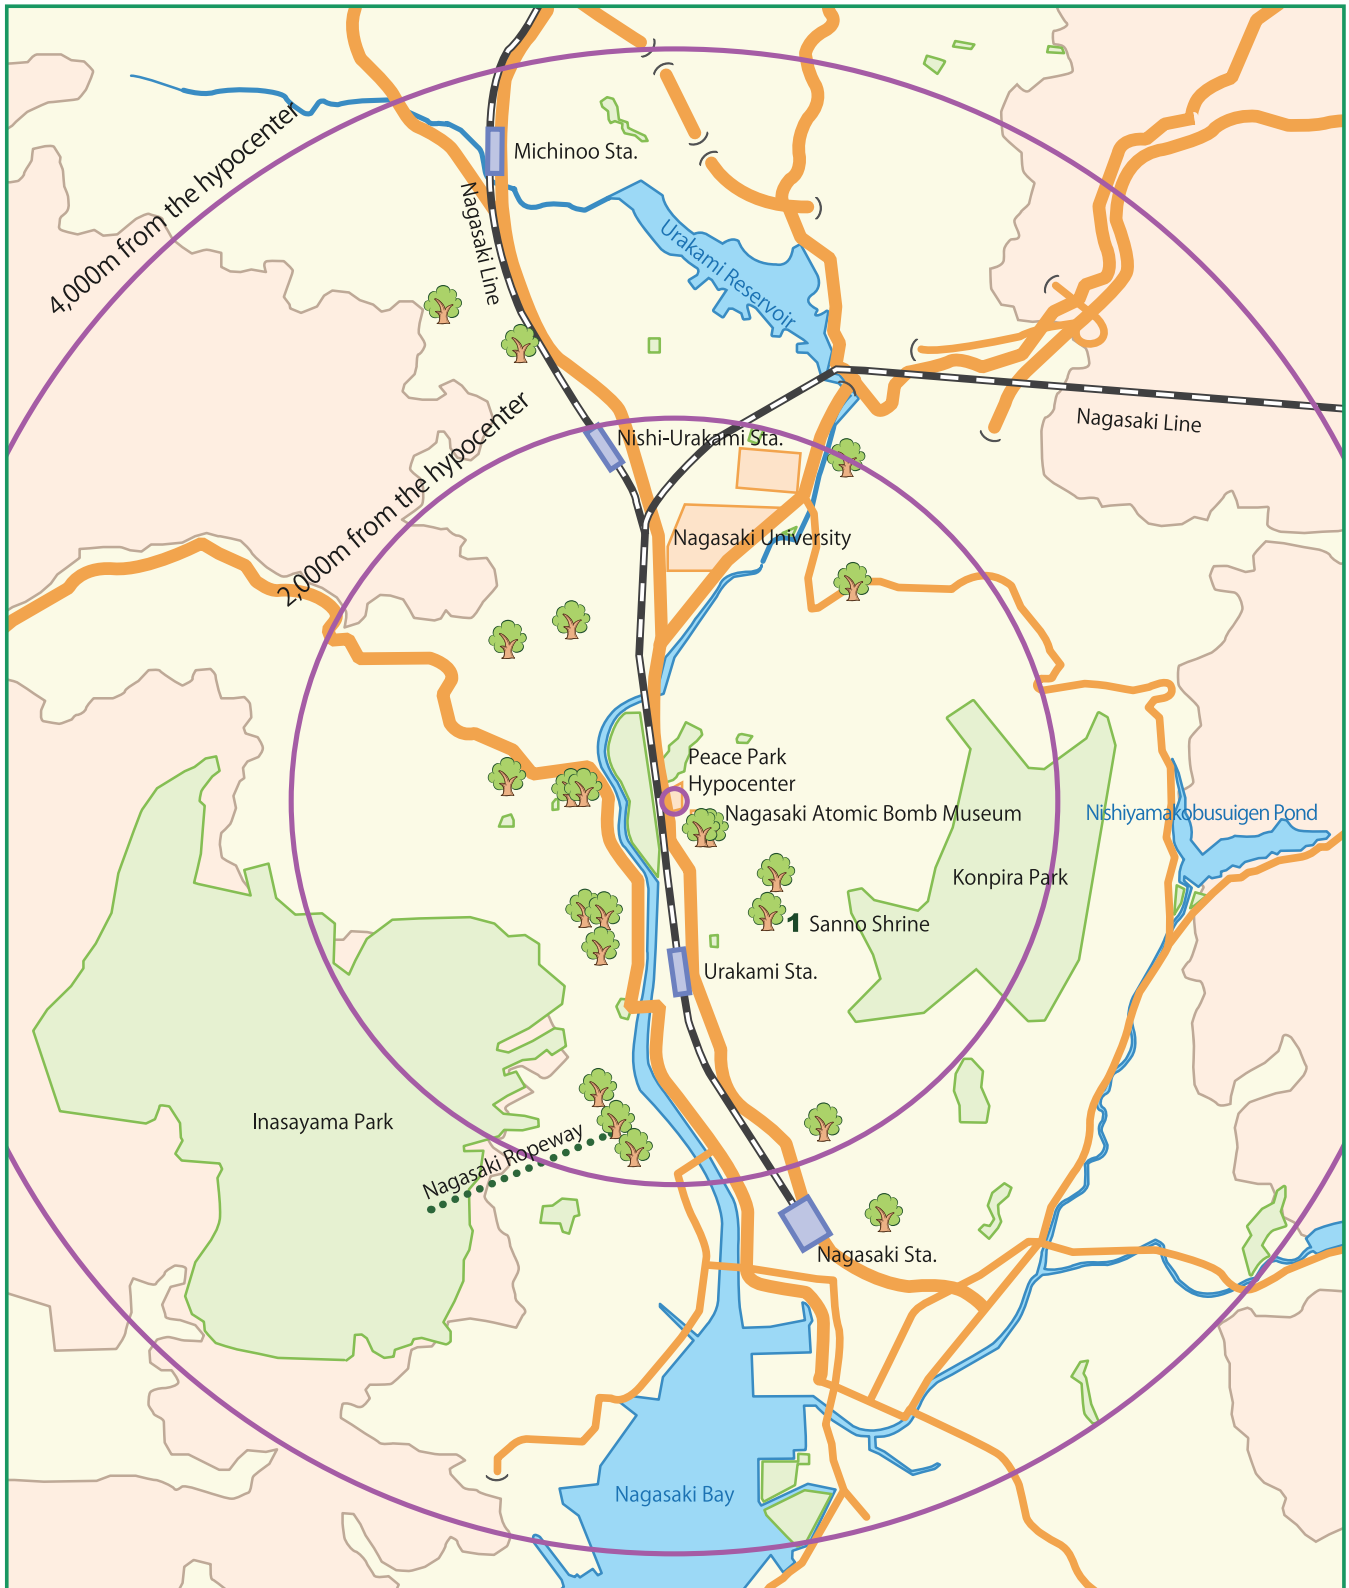 Michinoo Sta.
4,000m from the hypocenter
Nagasaki Line
Urakami Reservoir
2,000m from the hypocenter
Nagasaki Line
Nishi-Urakami Sta.
Nagasaki University
Peace Park
Hypocenter
Nagasaki Atomic Bomb Museum
Nishiyamakobusuigen Pond
Konpira Park
1 Sanno Shrine
Urakami Sta.
Inasayama Park
Nagasaki Ropeway
Nagasaki Sta.
Nagasaki Bay